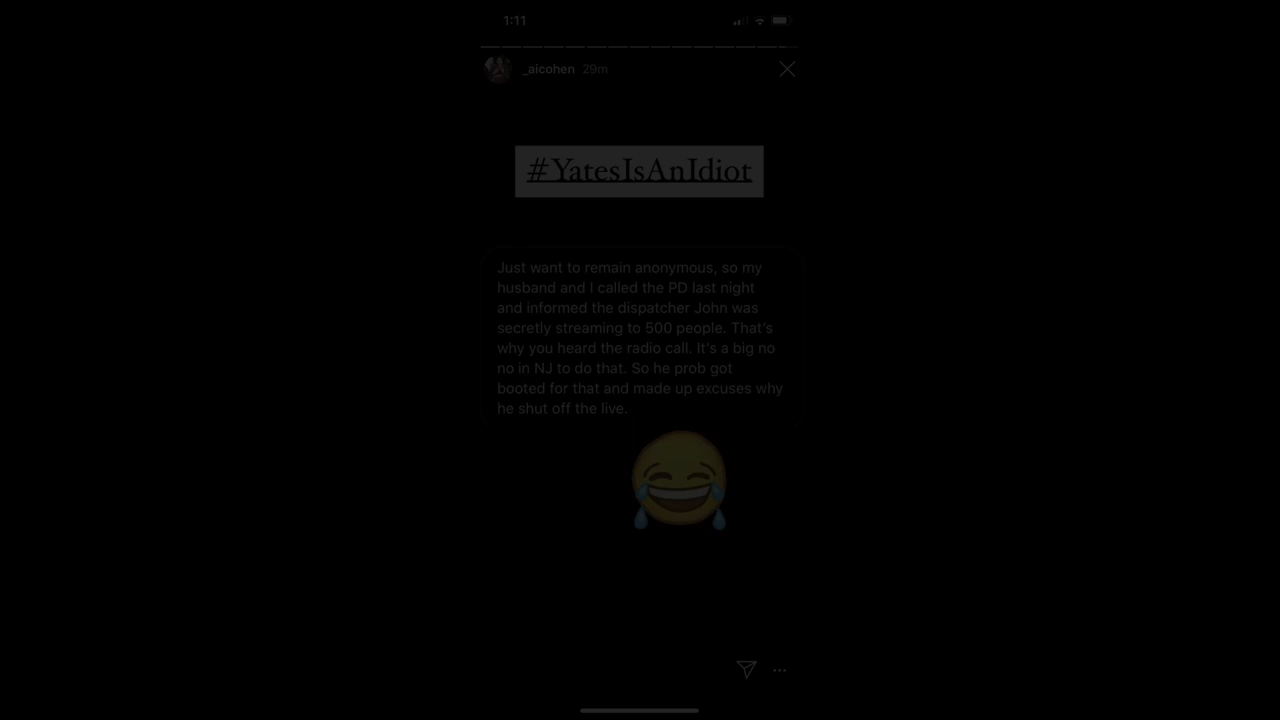 1:11
_aicohen 29m
#YatesIsAnIdiot
Just want to remain anonymous, so my
husband and I called the PD last night
and informed the dispatcher John was
secretly streaming to 500 people. That's
why you heard the radio call. It's a big no
no in NJ to do that. So he prob got
booted for that and made up excuses why
he shut off the live.